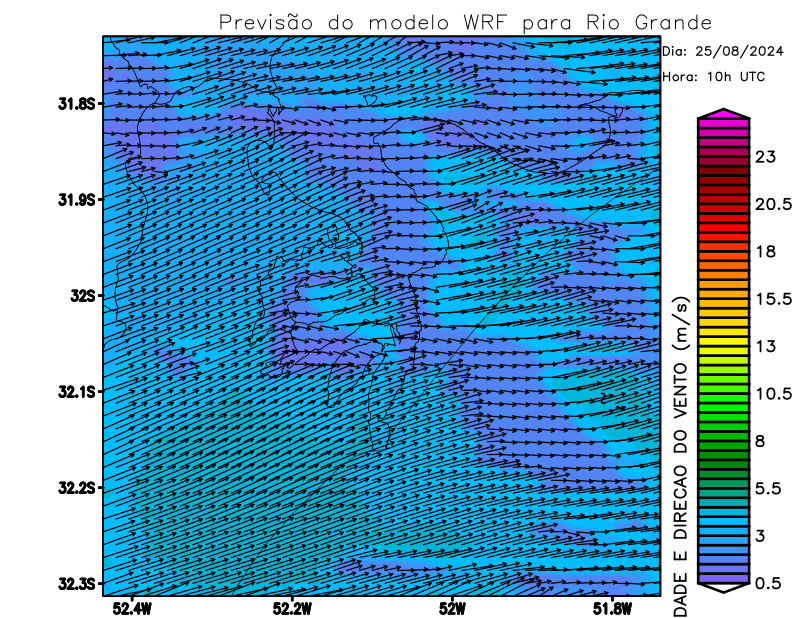 Previsão do modelo WRF para Rio Grande
Dia: 25/08/2024
Hora: 10h UTC
31.8S
31.9S
32S
32.1S
32.2S
32.3S
52.4W
52.2W
52W
51.8W
23
20.5
18
15.5
13
10.5
8
5.5
3
0.5
DADE E DIRECAO DO VENTO (m/s)